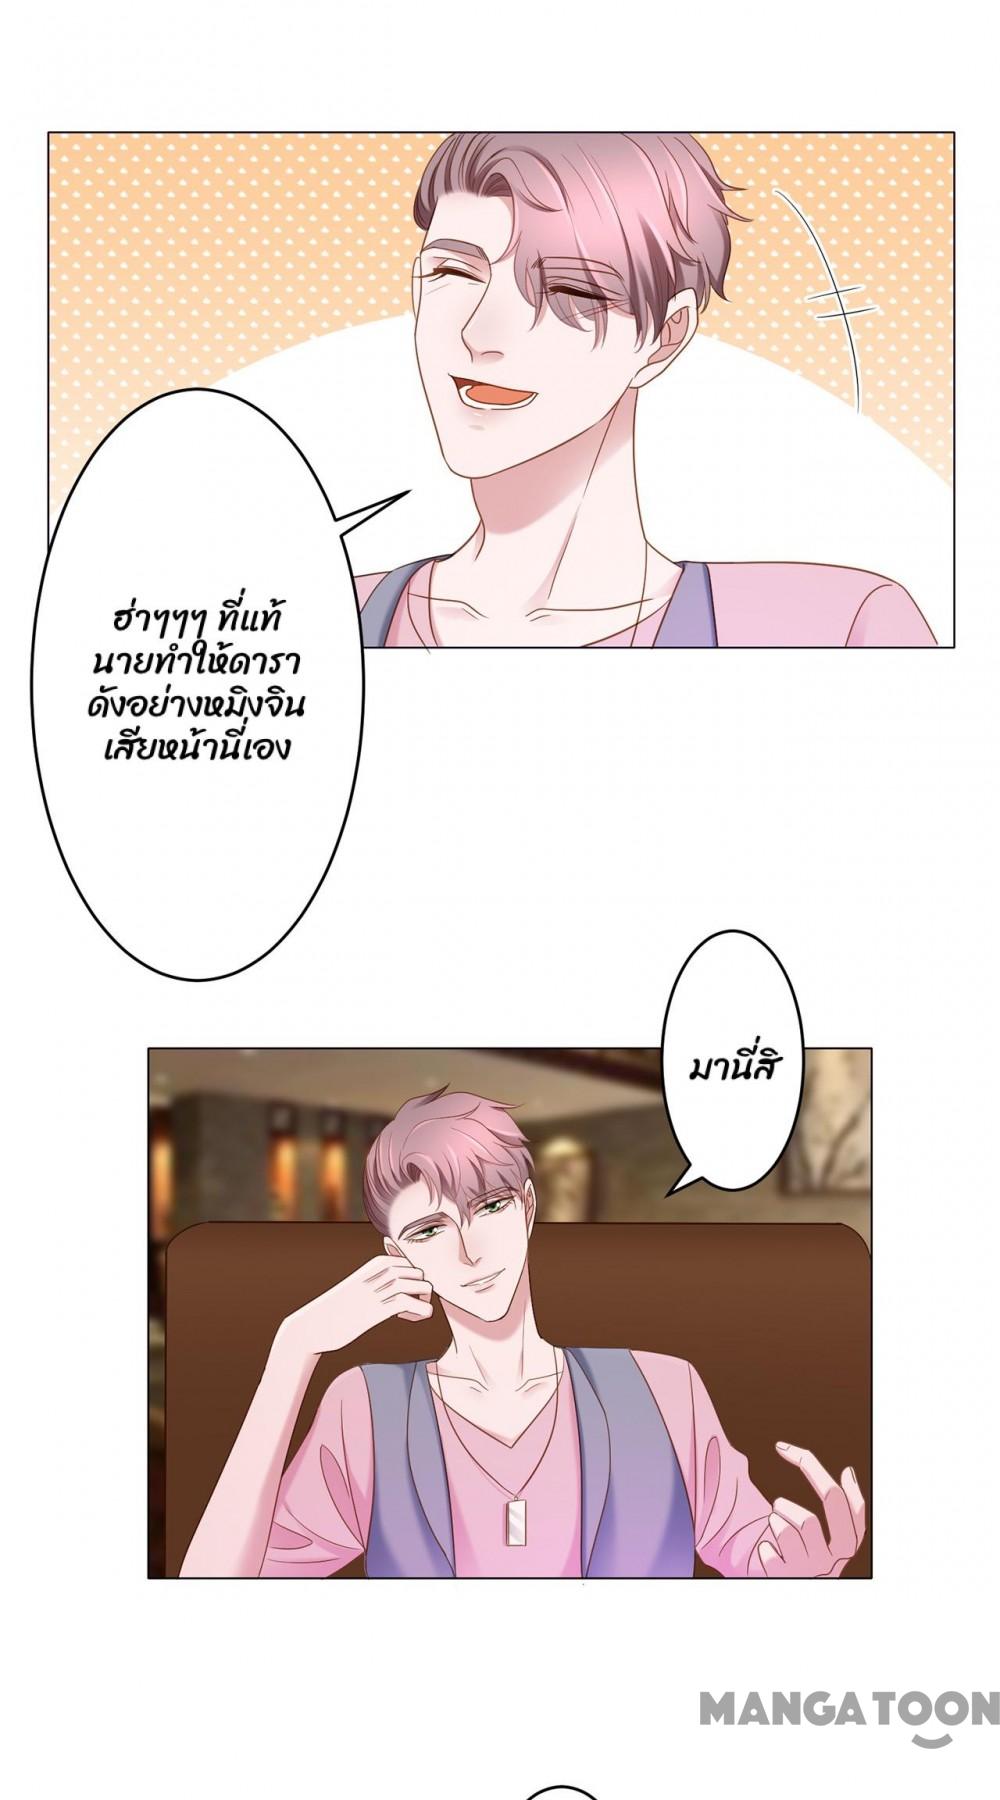 ฮ่าๆๆๆ ที่แท้
นายทำให้ดารา
ดังอย่างหมิงจิน
เสียหน้านี่เอง
มานี่สิ
MANGATOON